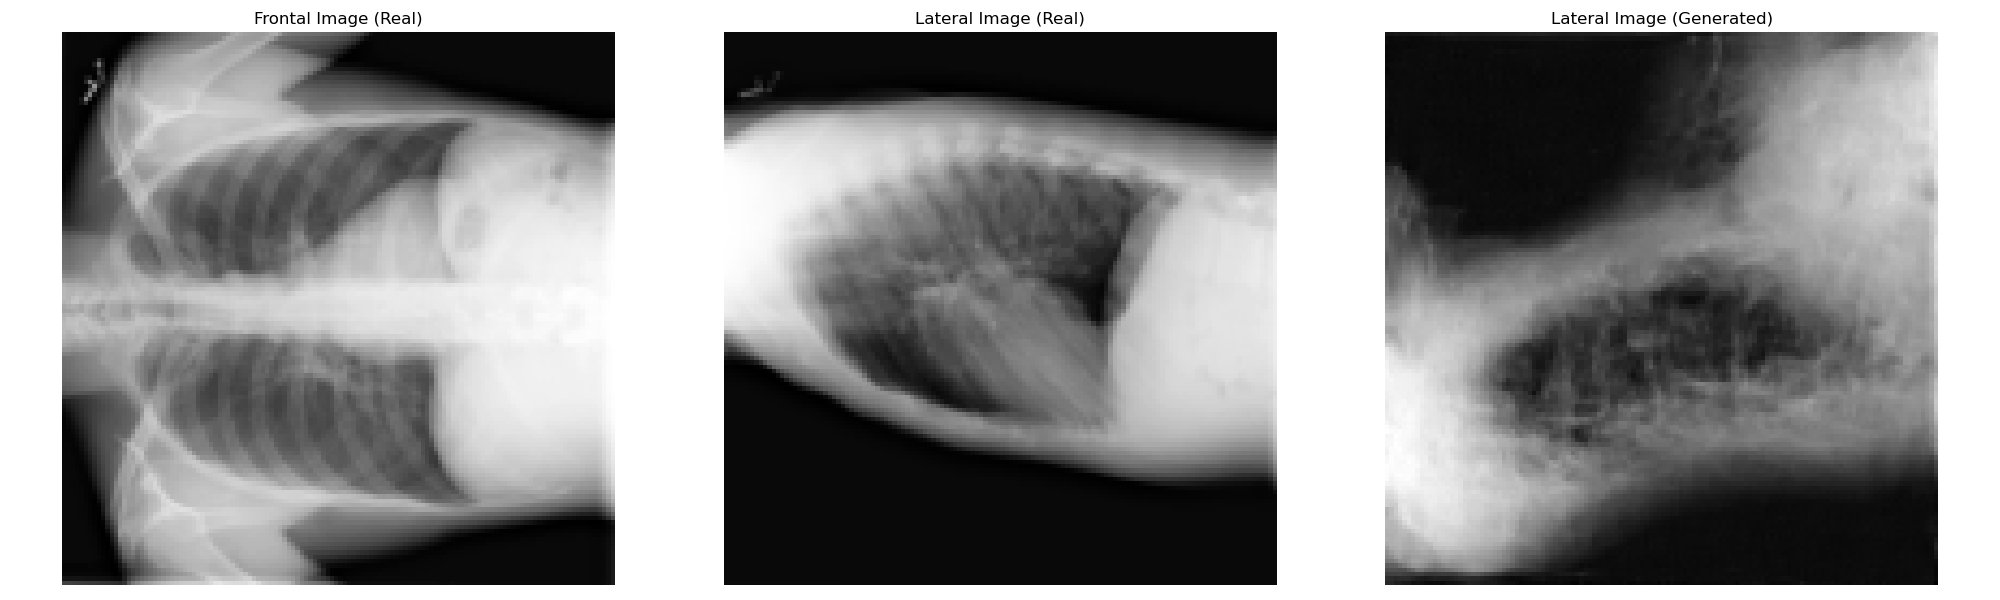 Frontal Image (Real)
Lateral Image (Real)
Lateral Image (Generated)